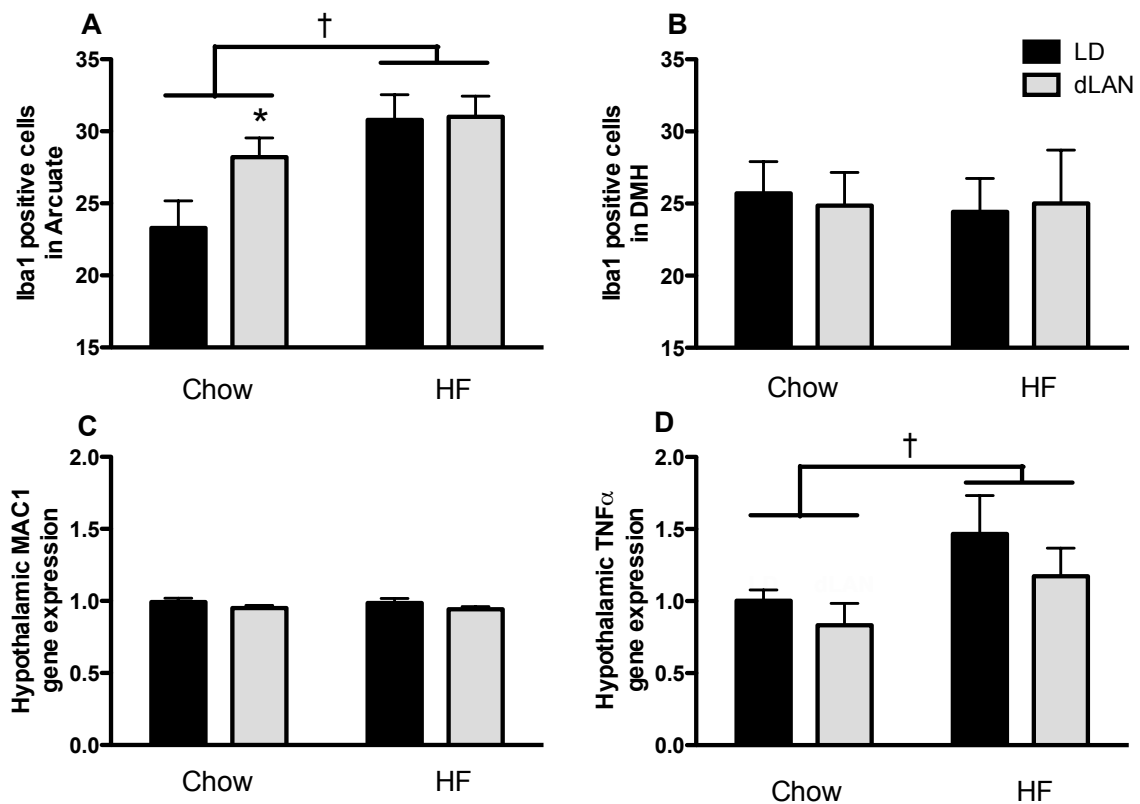 A
†
35
30
25
20
15
*
Iba1 positive cells
in Arcuate
Chow
HF
B
LD
dLAN
35
30
25
20
15
Iba1 positive cells
in DMH
Chow
HF
C
2.0
1.5
1.0
0.5
0.0
Hypothalamic MAC1
gene expression
Chow
HF
D
†
2.0
1.5
1.0
0.5
0.0
Hypothalamic TNFα
gene expression
Chow
HF